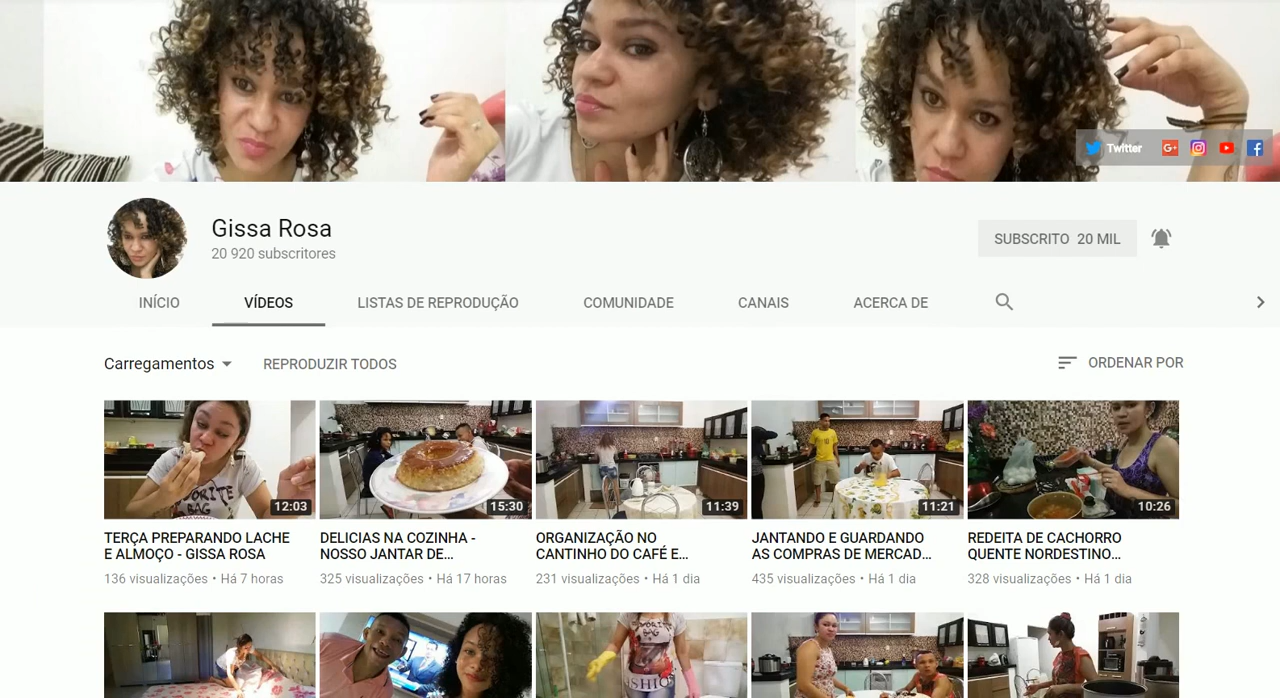 Twitter
Gissa Rosa
20 920 subscritores
SUBSCRITO 20 MIL
INÍCIO VÍDEOS LISTAS DE REPRODUÇÃO COMUNIDADE CANAIS ACERCA DE
Carregamentos REPRODUZIR TODOS ORDENAR POR
12:03 15:30 11:39 11:21 10:26
TERÇA PREPARANDO LACHE
E ALMOÇO - GISSA ROSA
136 visualizações • Há 7 horas
DELICIAS NA COZINHA -
NOSSO JANTAR DE...
325 visualizações • Há 17 horas
ORGANIZAÇÃO NO
CANTINHO DO CAFÉ E...
231 visualizações • Há 1 dia
JANTANDO E GUARDANDO
AS COMPRAS DE MERCAD...
435 visualizações • Há 1 dia
REDEITA DE CACHORRO
QUENTE NORDESTINO...
328 visualizações • Há 1 dia